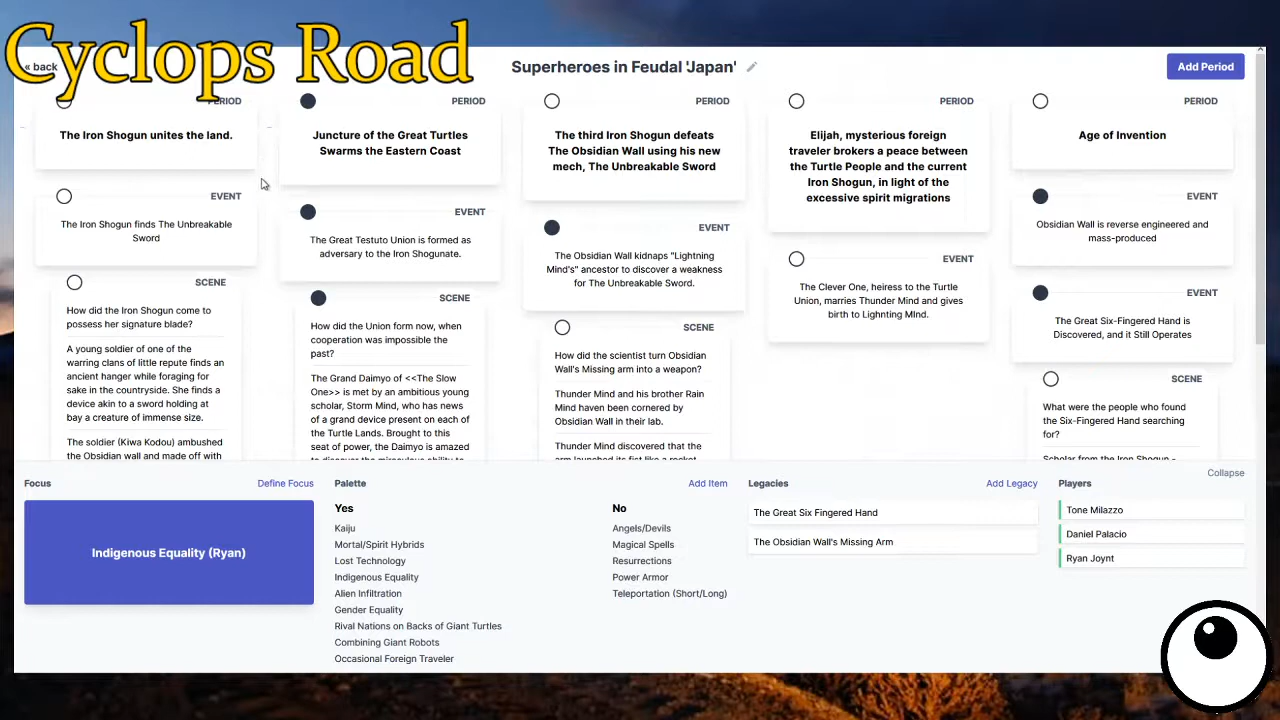 Cyclops Road
« back
Superheroes in Feudal 'Japan'
Add Period
PERIOD
The Iron Shogun unites the land.
EVENT
The Iron Shogun finds The Unbreakable
Sword
SCENE
How did the Iron Shogun come to
possess her signature blade?
A young soldier of one of the
warring clans of little repute finds an
ancient hanger while foraging for
sake in the countryside. She finds a
device akin to a sword holding at
bay a creature of immense size.
The soldier (Kiwa Kodou) ambushed
the Obsidian wall and made off with
PERIOD
Juncture of the Great Turtles
Swarms the Eastern Coast
EVENT
The Great Testuto Union is formed as
adversary to the Iron Shogunate.
SCENE
How did the Union form now, when
cooperation was impossible the
past?
The Grand Daimyo of <<The Slow
One>> is met by an ambitious young
scholar, Storm Mind, who has news
of a grand device present on each of
the Turtle Lands. Brought to this
seat of power, the Daimyo is amazed
to discover the miraculous ability to
PERIOD
The third Iron Shogun defeats
The Obsidian Wall using his new
mech, The Unbreakable Sword
EVENT
The Obsidian Wall kidnaps "Lightning
Mind's" ancestor to discover a weakness
for The Unbreakable Sword.
SCENE
How did the scientist turn Obsidian
Wall's Missing arm into a weapon?
Thunder Mind and his brother Rain
Mind haven been cornered by
Obsidian Wall in their lab.
Thunder Mind discovered that the
arm launched its fist like a rocket
PERIOD
Elijah, mysterious foreign
traveler brokers a peace between
the Turtle People and the current
Iron Shogun, in light of the
excessive spirit migrations
EVENT
The Clever One, heiress to the Turtle
Union, marries Thunder Mind and gives
birth to Lighnting MInd.
PERIOD
Age of Invention
EVENT
Obsidian Wall is reverse engineered and
mass-produced
EVENT
The Great Six-Fingered Hand is
Discovered, and it Still Operates
SCENE
What were the people who found
the Six-Fingered Hand searching
for?
Scholar from the Iron Shogun -
Collapse
Focus
Define Focus
Indigenous Equality (Ryan)
Palette
Add Item
Yes
Kaiju
Mortal/Spirit Hybrids
Lost Technology
Indigenous Equality
Alien Infiltration
Gender Equality
Rival Nations on Backs of Giant Turtles
Combining Giant Robots
Occasional Foreign Traveler
No
Angels/Devils
Magical Spells
Resurrections
Power Armor
Teleportation (Short/Long)
Legacies
Add Legacy
The Great Six Fingered Hand
The Obsidian Wall's Missing Arm
Players
Tone Milazzo
Daniel Palacio
Ryan Joynt